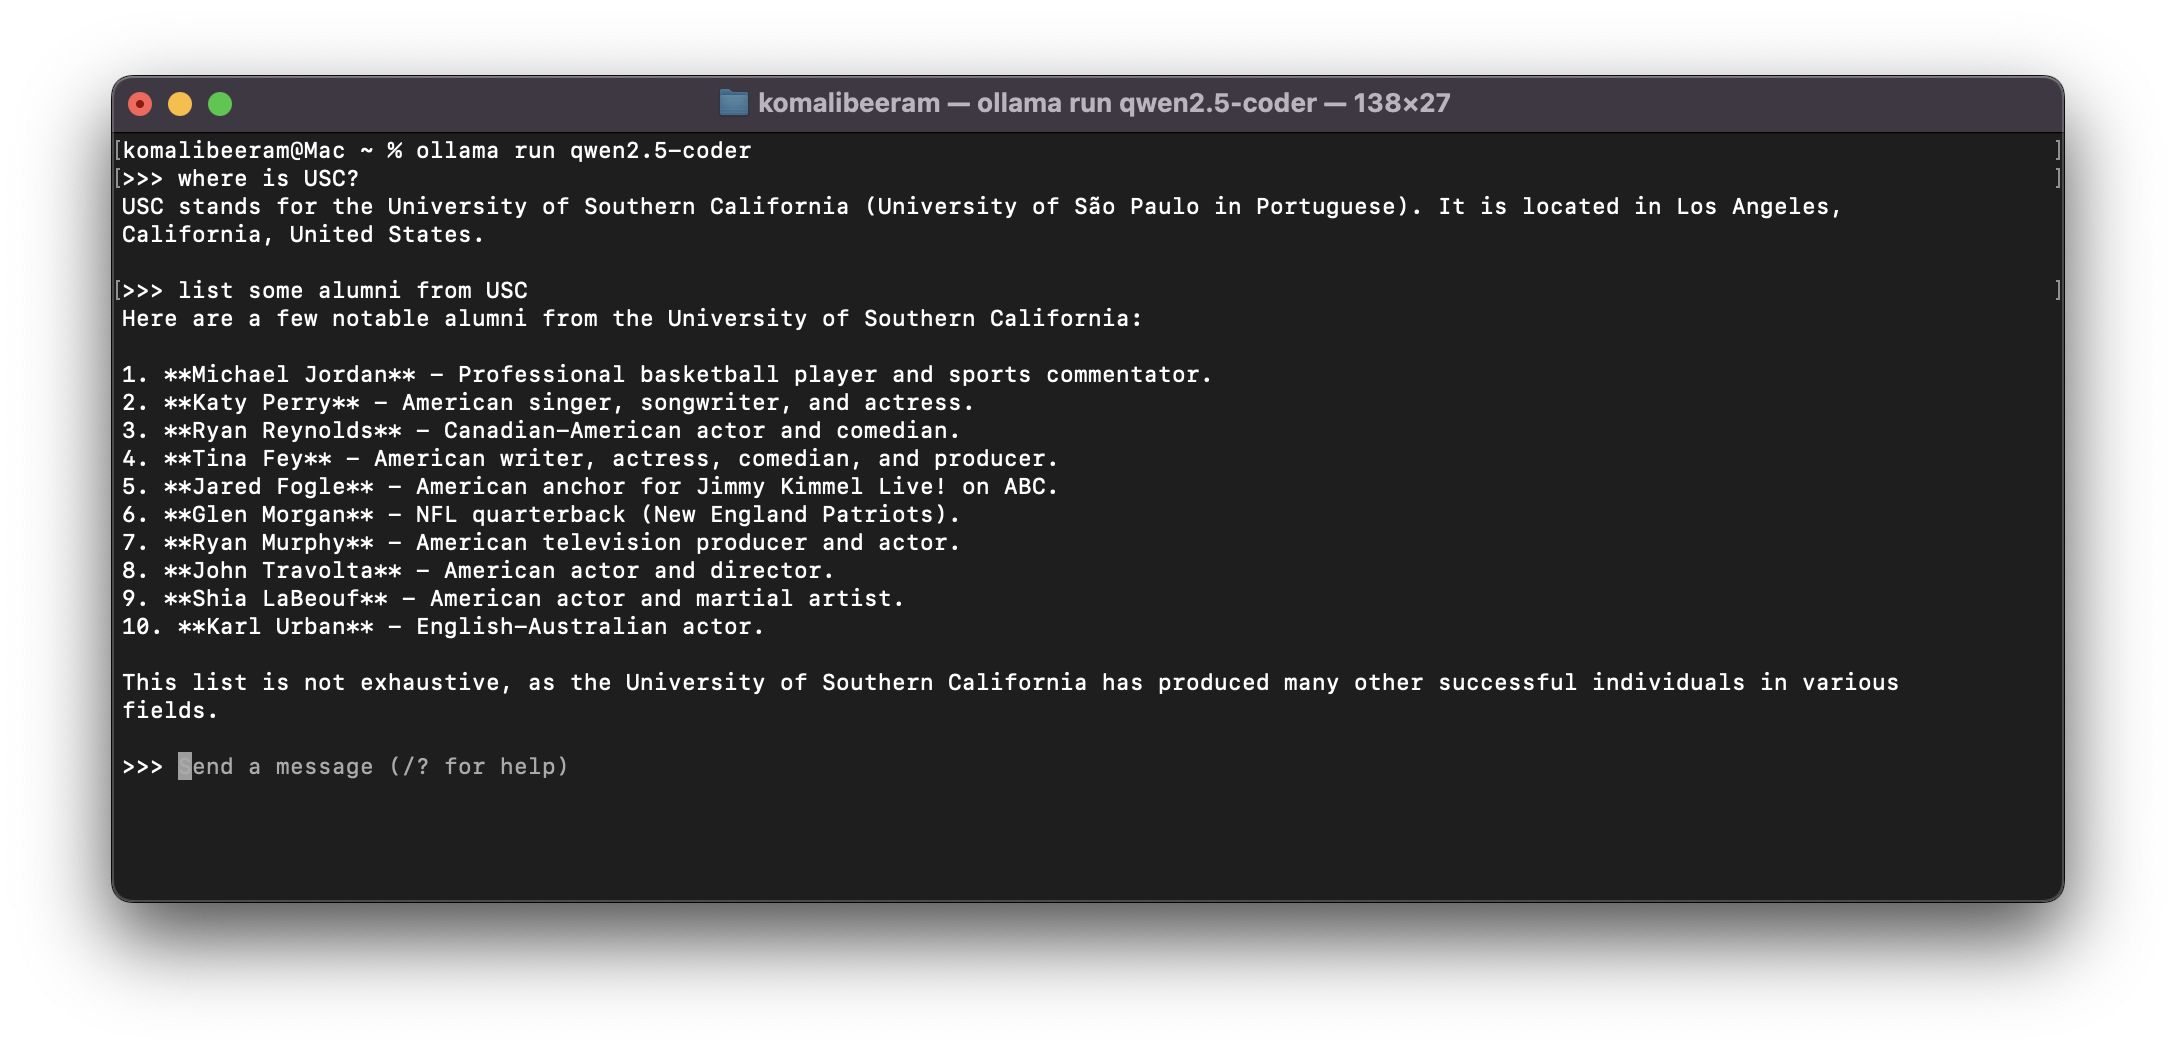 komalibeeram — ollama run qwen2.5-coder — 138×27
[komalibeeram@Mac ~ % ollama run qwen2.5-coder ]
[>>> where is USC? ]
USC stands for the University of Southern California (University of São Paulo in Portuguese). It is located in Los Angeles,
California, United States.
[>>> list some alumni from USC ]
Here are a few notable alumni from the University of Southern California:
1. **Michael Jordan** - Professional basketball player and sports commentator.
2. **Katy Perry** - American singer, songwriter, and actress.
3. **Ryan Reynolds** - Canadian-American actor and comedian.
4. **Tina Fey** - American writer, actress, comedian, and producer.
5. **Jared Fogle** - American anchor for Jimmy Kimmel Live! on ABC.
6. **Glen Morgan** - NFL quarterback (New England Patriots).
7. **Ryan Murphy** - American television producer and actor.
8. **John Travolta** - American actor and director.
9. **Shia LaBeouf** - American actor and martial artist.
10. **Karl Urban** - English-Australian actor.
This list is not exhaustive, as the University of Southern California has produced many other successful individuals in various
fields.
>>> Send a message (/? for help)